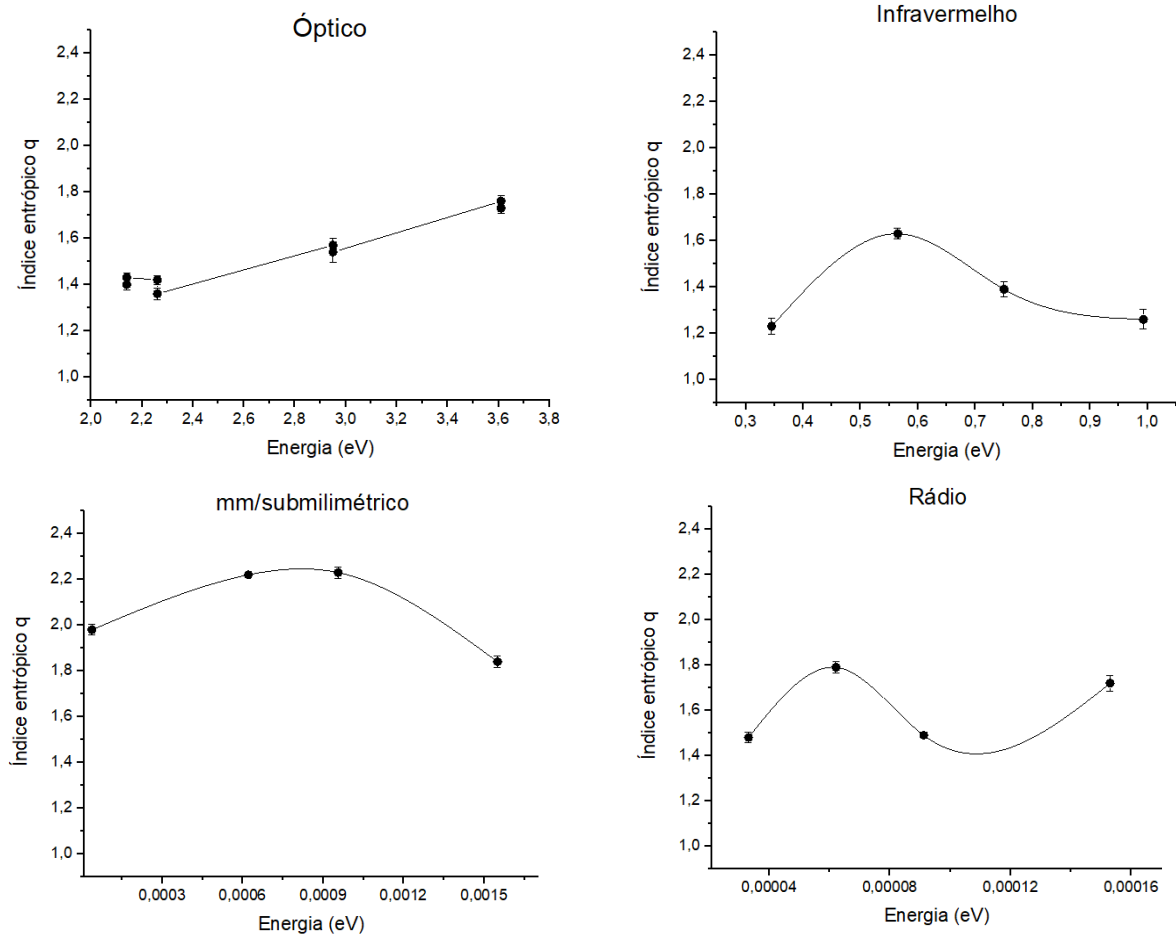 Óptico
2,4
2,2
2,0
1,8
1,6
1,4
1,2
1,0
Índice entrópico q
2,0 2,2 2,4 2,6 2,8 3,0 3,2 3,4 3,6 3,8
Energia (eV)
Infravermelho
2,4
2,2
2,0
1,8
1,6
1,4
1,2
1,0
Índice entrópico q
0,3 0,4 0,5 0,6 0,7 0,8 0,9 1,0
Energia (eV)
mm/submilimétrico
2,4
2,2
2,0
1,8
1,6
1,4
1,2
1,0
Índice entrópico q
0,0003 0,0006 0,0009 0,0012 0,0015
Energia (eV)
Rádio
2,4
2,2
2,0
1,8
1,6
1,4
1,2
1,0
Índice entrópico q
0,00004 0,00008 0,00012 0,00016
Energia (eV)